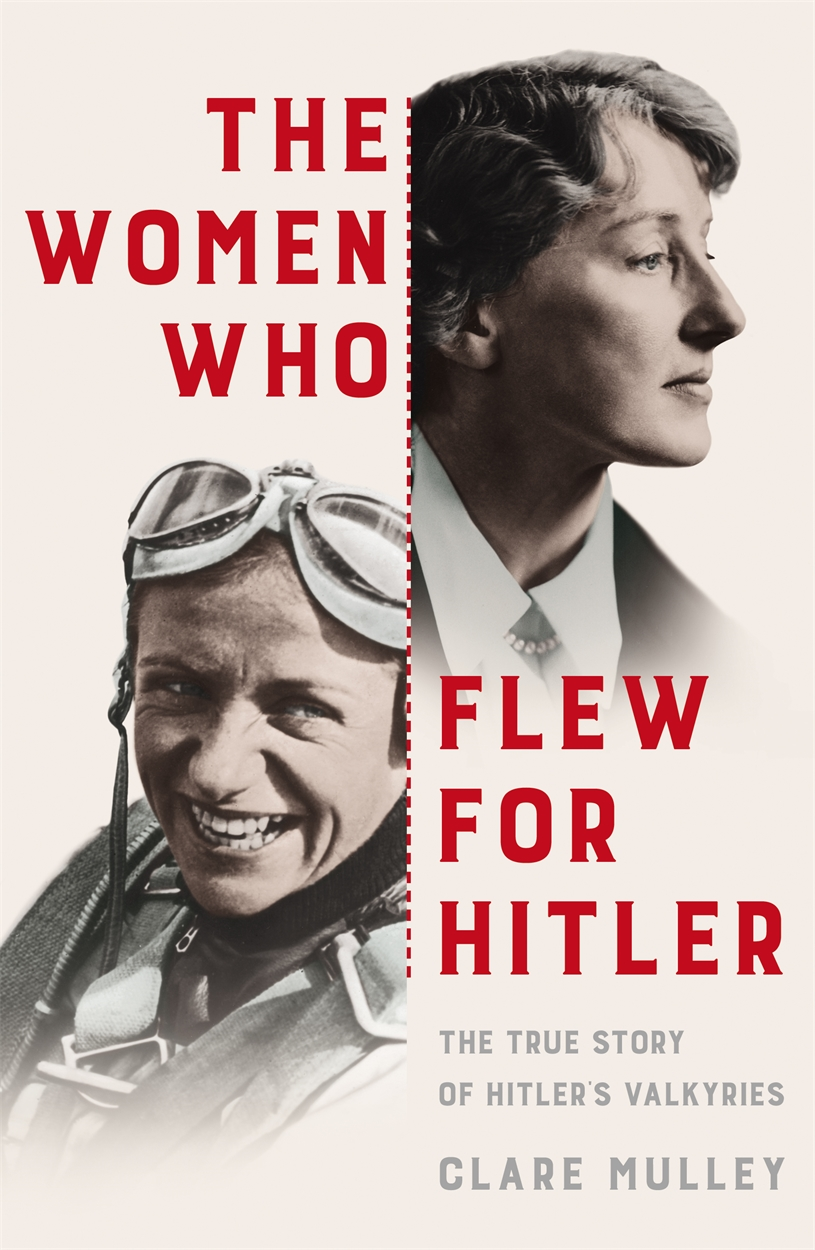 THE
WOMEN
WHO
FLEW
FOR
HITLER
THE TRUE STORY
OF HITLER'S VALKYRIES
CLARE MULLEY